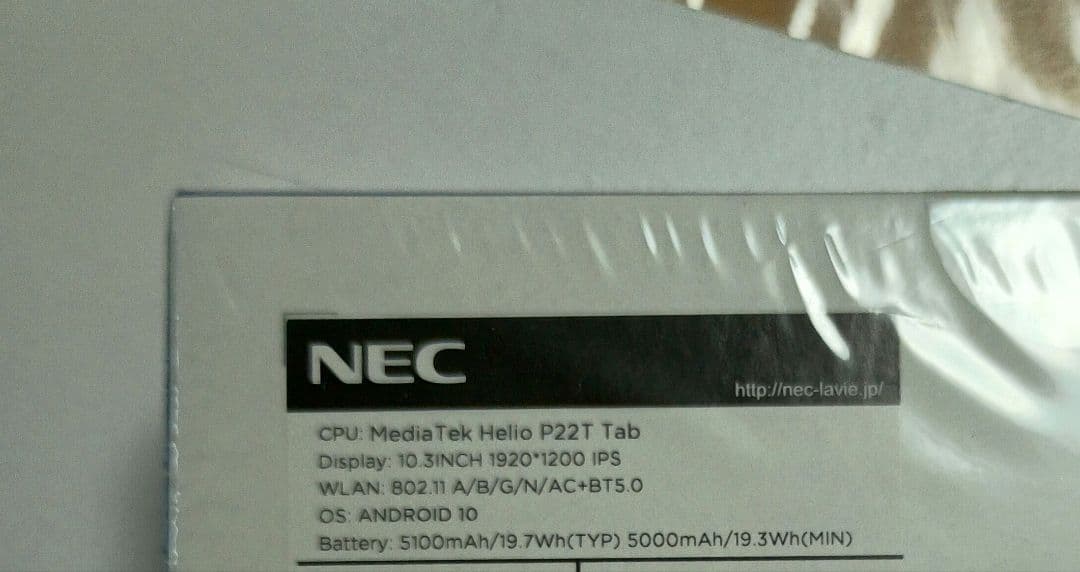 NEC
http://nec-lavie.jp/
CPU: MediaTek Helio P22T Tab
Display: 10.3INCH 1920*1200 IPS
WLAN: 802.11 A/B/G/N/AC+BT5.0
OS: ANDROID 10
Battery: 5100mAh/19.7Wh(TYP) 5000mAh/19.3Wh(MIN)